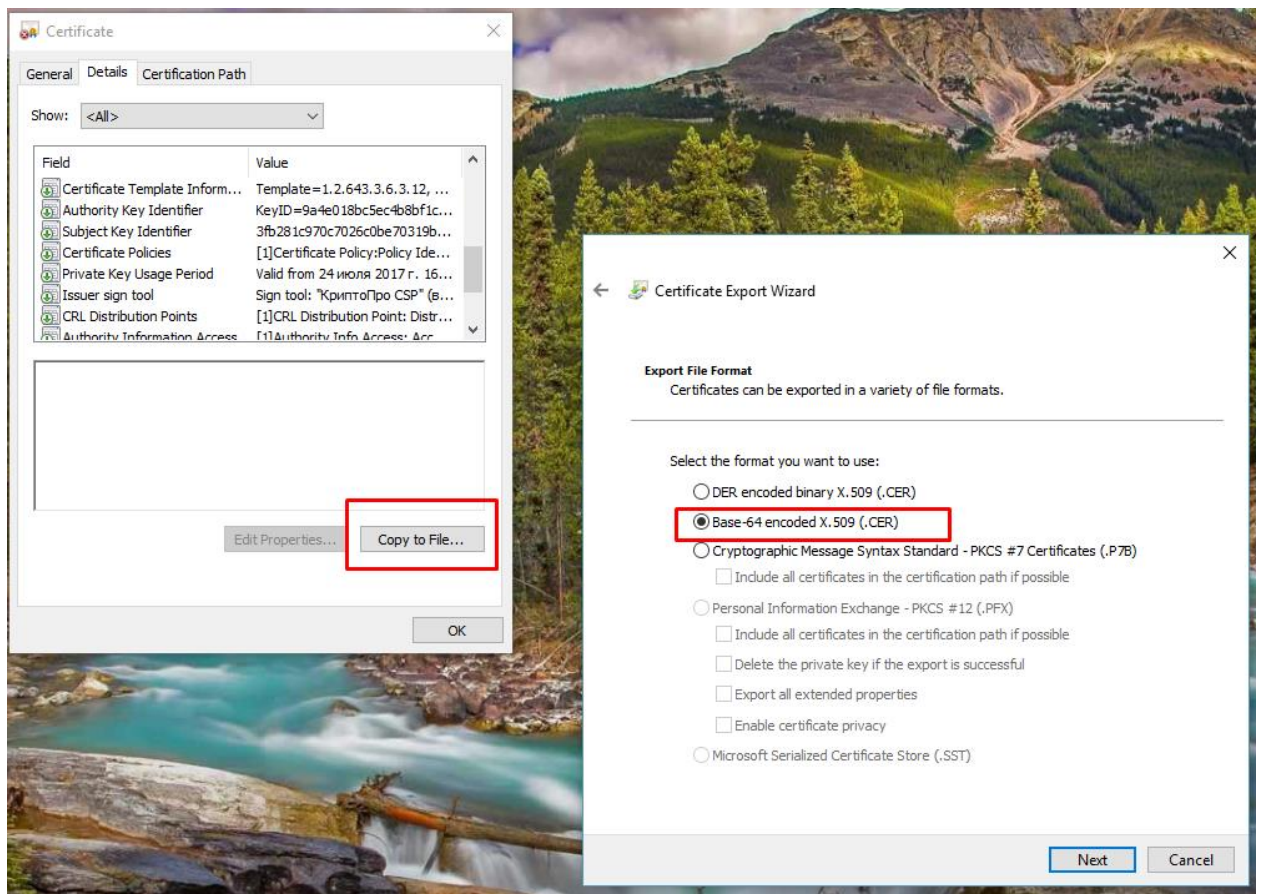 Certificate
General Details Certification Path
Show: <All>
Field Value
Certificate Template Inform... Template=1.2.643.3.6.3.12, ...
Authority Key Identifier KeyID=9a4e018bc5ec4b8bf1c...
Subject Key Identifier 3fb281c970c7026c0be70319b...
Certificate Policies [1]Certificate Policy:Policy Ide...
Private Key Usage Period Valid from 24 июля 2017 г. 16...
Issuer sign tool Sign tool: "КриптоПро CSP" (в...
CRL Distribution Points [1]CRL Distribution Point: Distr...
Authority Information Access [1]Authority Info Access: Acc
Edit Properties... Copy to File...
OK
Certificate Export Wizard
Export File Format
Certificates can be exported in a variety of file formats.
Select the format you want to use:
DER encoded binary X.509 (.CER)
Base-64 encoded X.509 (.CER)
Cryptographic Message Syntax Standard - PKCS #7 Certificates (.P7B)
Include all certificates in the certification path if possible
Personal Information Exchange - PKCS #12 (.PFX)
Include all certificates in the certification path if possible
Delete the private key if the export is successful
Export all extended properties
Enable certificate privacy
Microsoft Serialized Certificate Store (.SST)
Next Cancel